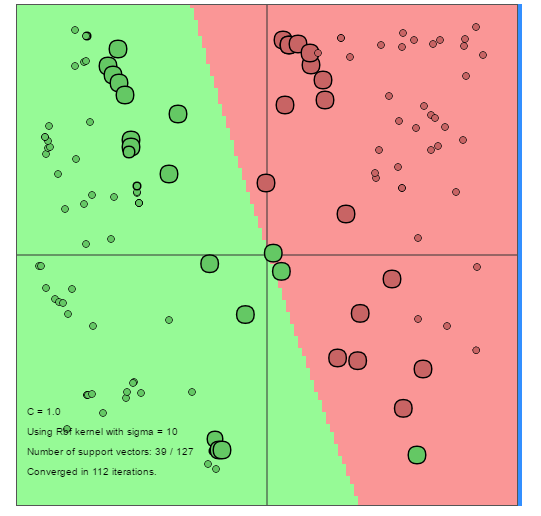 C = 1.0
Using Rbf kernel with sigma = 10
Number of support vectors: 39 / 127
Converged in 112 iterations.